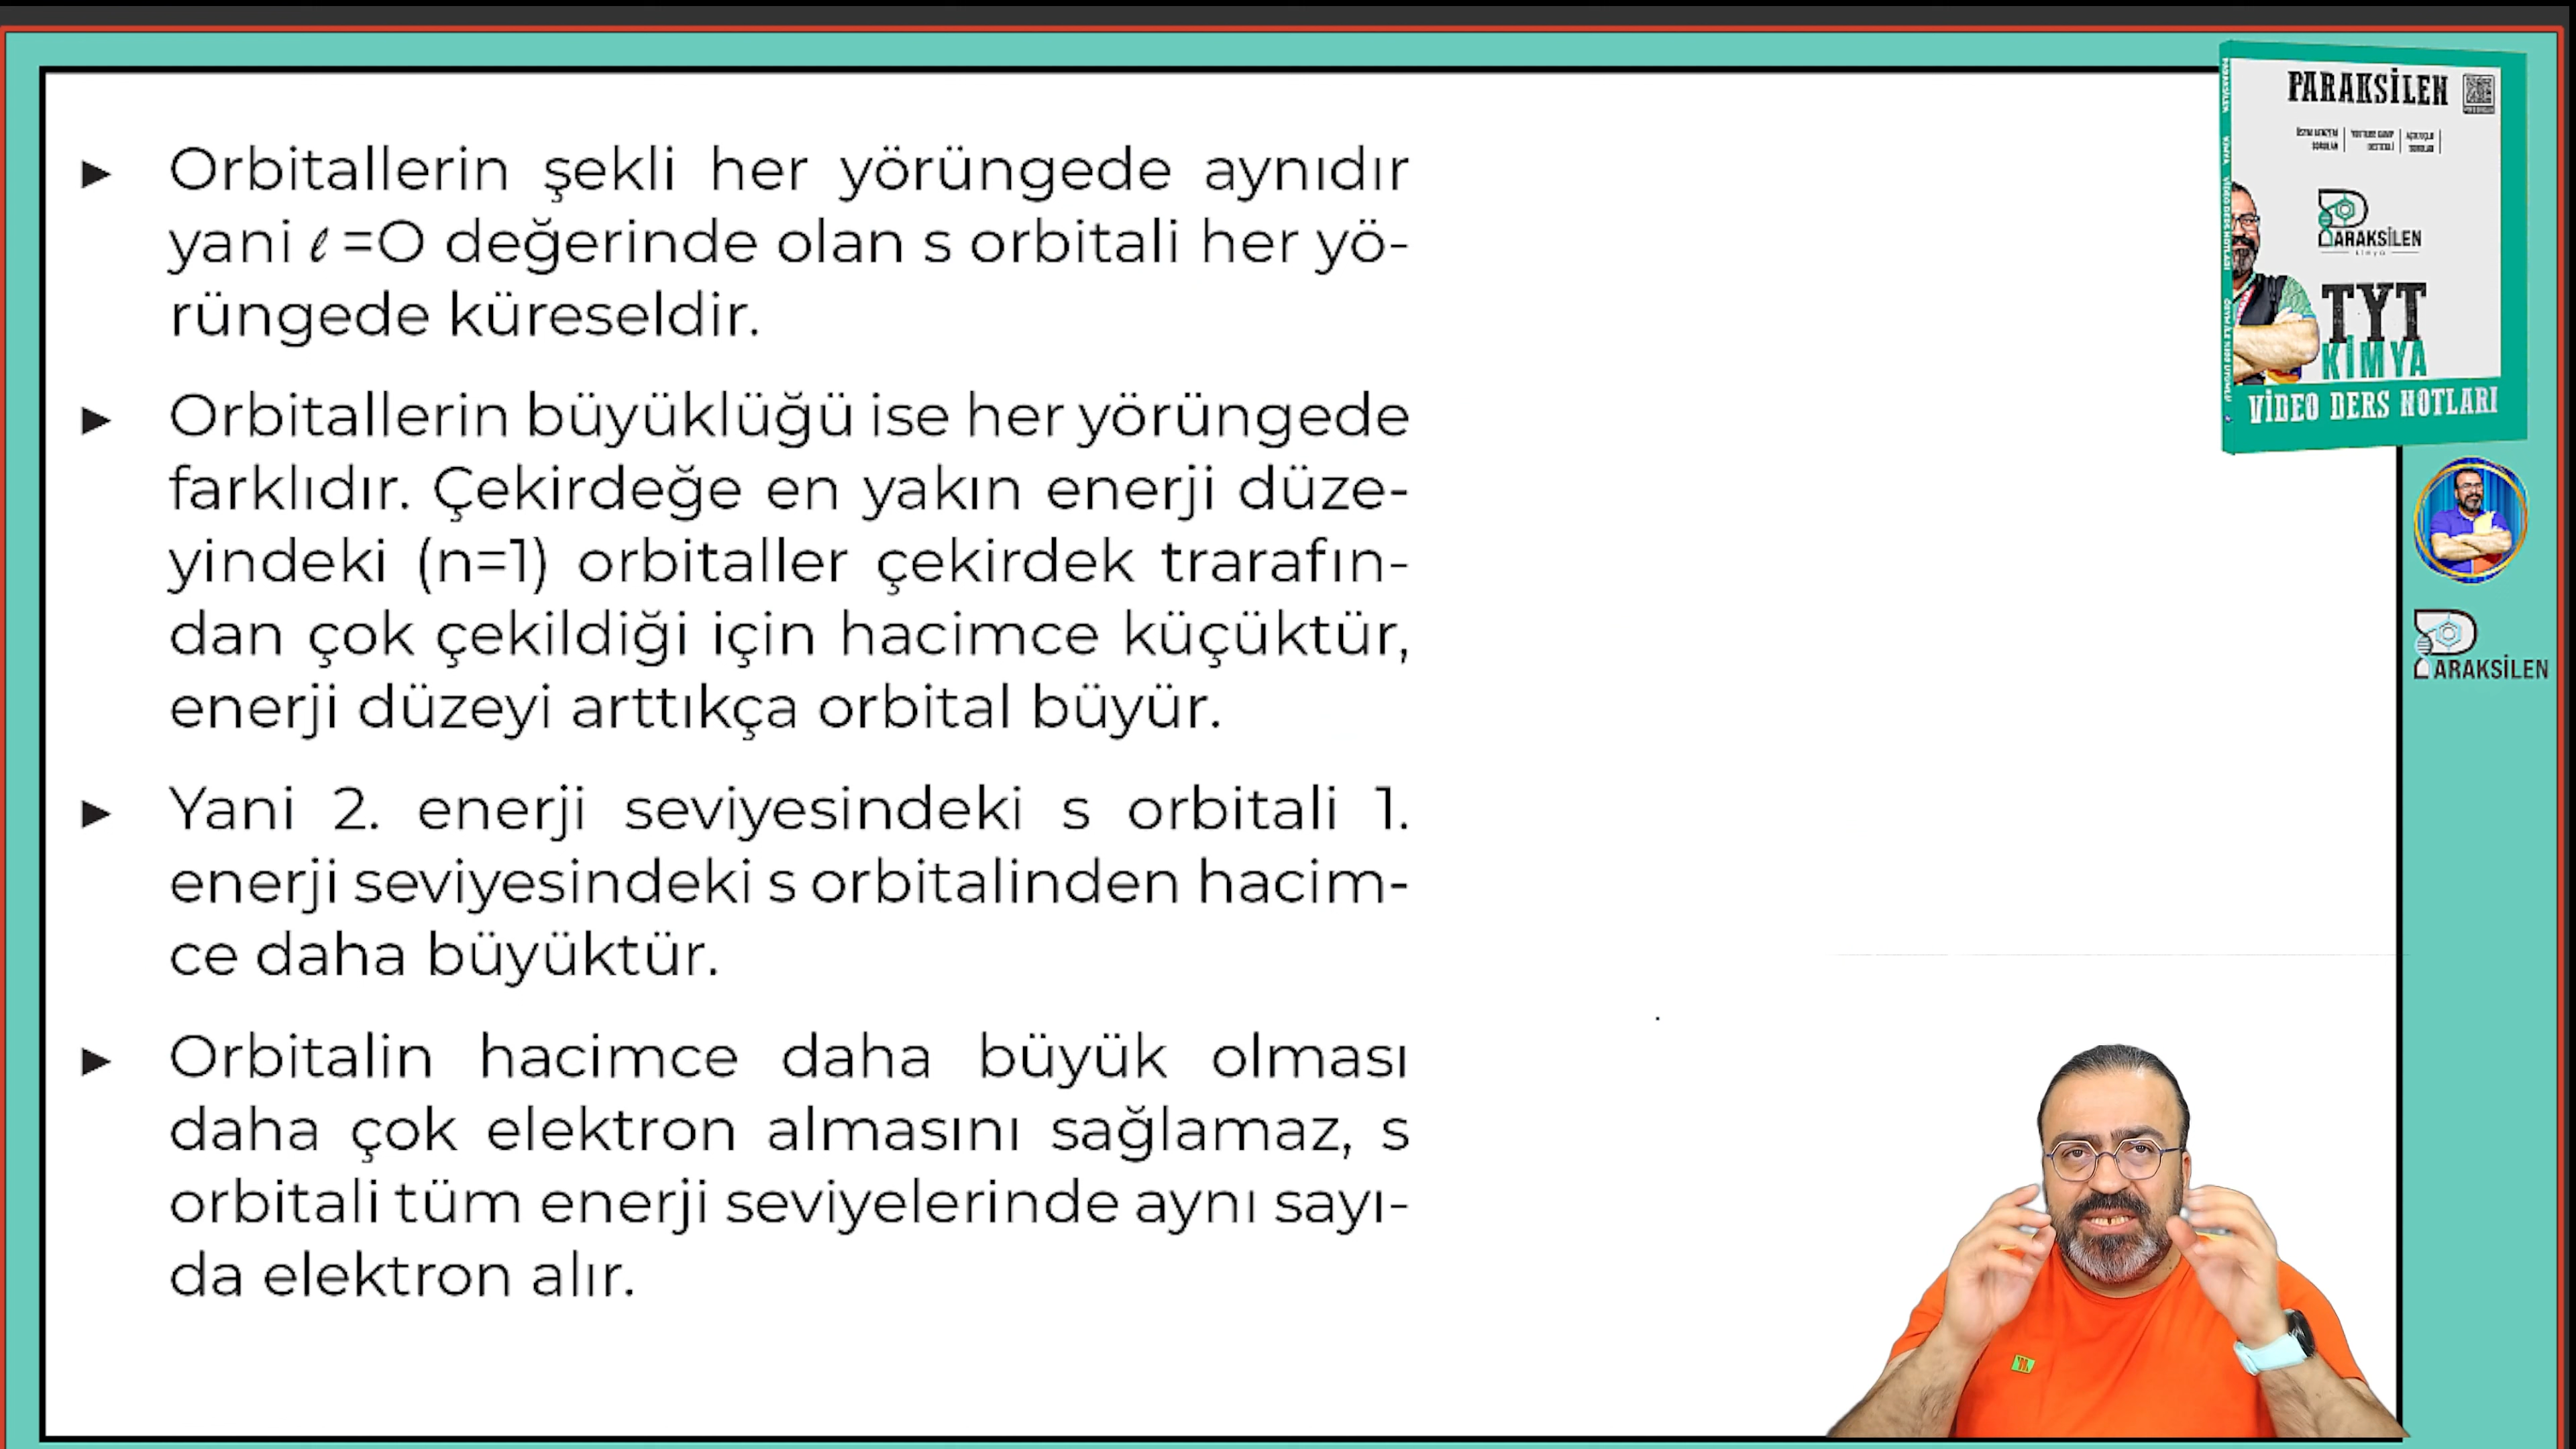 ► Orbitallerin şekli her yörüngede aynıdır
yani ℓ =O değerinde olan s orbitali her yö-
rüngede küreseldir.
► Orbitallerin büyüklüğü ise her yörüngede
farklıdır. Çekirdeğe en yakın enerji düze-
yindeki (n=1) orbitaller çekirdek trarafın-
dan çok çekildiği için hacimce küçüktür,
enerji düzeyi arttıkça orbital büyür.
► Yani 2. enerji seviyesindeki s orbitali 1.
enerji seviyesindeki s orbitalinden hacim-
ce daha büyüktür.
► Orbitalin hacimce daha büyük olması
daha çok elektron almasını sağlamaz, s
orbitali tüm enerji seviyelerinde aynı sayı-
da elektron alır.
PARAKSİLEN
PARAKSİLEN
kimya
TYT
KİMYA
VİDEO DERS NOTLARI
PARAKSİLEN